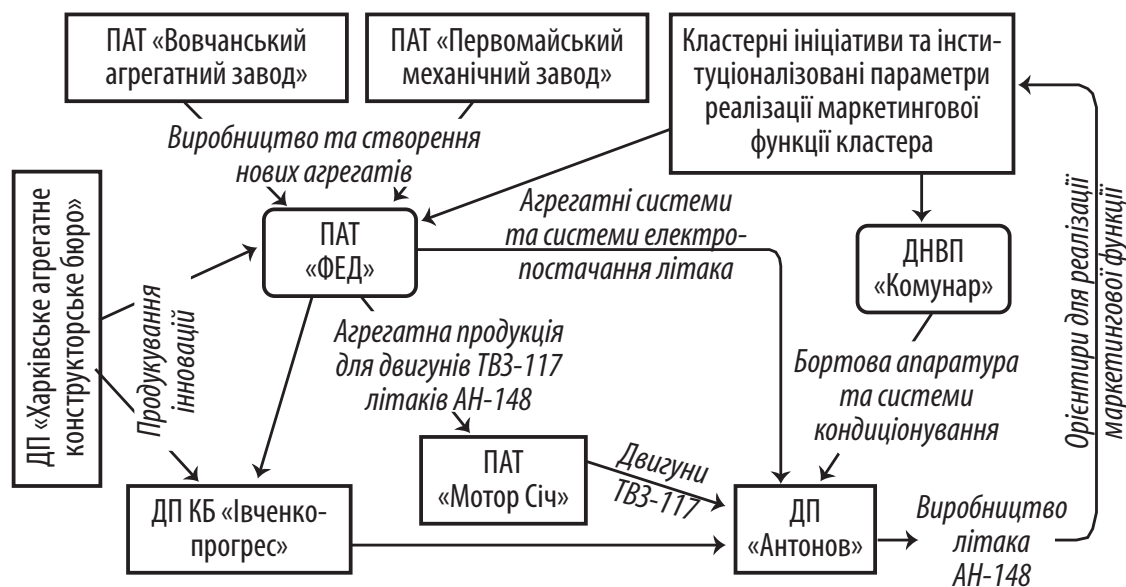 ПАТ «Вовчанський
агрегатний завод»
ПАТ «Первомайський
механічний завод»
Кластерні ініціативи та інсти-
туціоналізовані параметри
реалізації маркетингової
функції кластера
Виробництво та створення
нових агрегатів
ДП «Харківське агрегатне
конструкторське бюро»
ПАТ
«ФЕД»
Агрегатні системи
та системи електро-
постачання літака
ДНВП
«Комунар»
Орієнтири для реалізації
маркетингової функції
Продукування
інновацій
Агрегатна продукція
для двигунів ТВЗ-117
літаків АН-148
Бортова апаратура
та системи
кондиціонування
ПАТ
«Мотор Січ»
Двигуни
ТВЗ-117
ДП КБ «Івченко-
прогрес»
ДП
«Антонов»
Виробництво
літака
АН-148